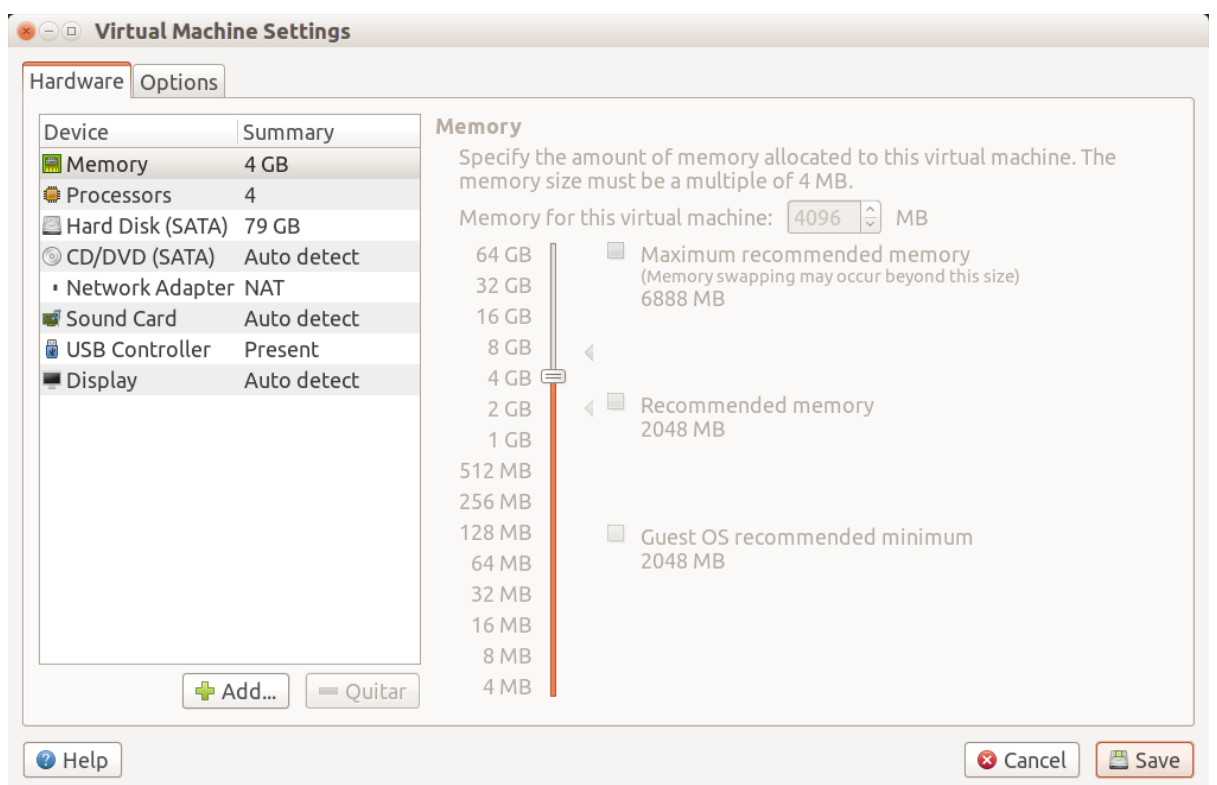 Virtual Machine Settings
Hardware Options
Device Summary
Memory 4 GB
Processors 4
Hard Disk (SATA) 79 GB
CD/DVD (SATA) Auto detect
Network Adapter NAT
Sound Card Auto detect
USB Controller Present
Display Auto detect
Add...
Quitar
Memory
Specify the amount of memory allocated to this virtual machine. The
memory size must be a multiple of 4 MB.
Memory for this virtual machine: 4096 MB
64 GB
32 GB
16 GB
8 GB
4 GB
2 GB
1 GB
512 MB
256 MB
128 MB
64 MB
32 MB
16 MB
8 MB
4 MB
Maximum recommended memory
(Memory swapping may occur beyond this size)
6888 MB
Recommended memory
2048 MB
Guest OS recommended minimum
2048 MB
Help
Cancel
Save